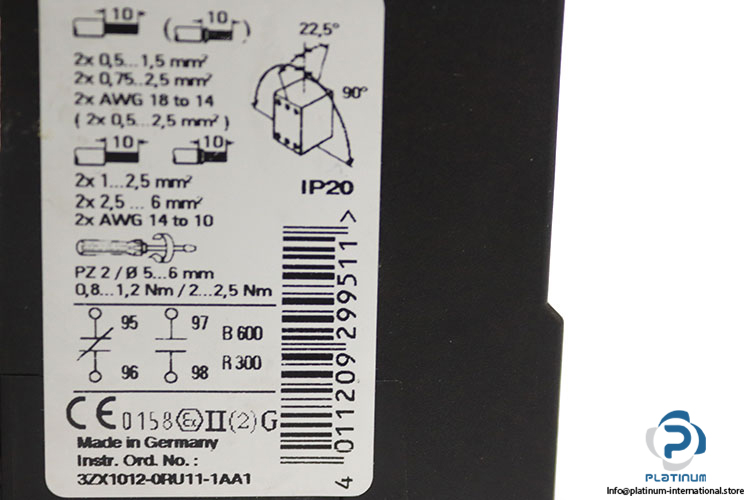 10 ( 10 )
2x 0,5...1,5 mm²
2x 0,75...2,5 mm²
2x AWG 18 to 14
( 2x 0,5...2,5 mm² )
10 10
2x 1...2,5 mm²
2x 2,5 ... 6 mm²
2x AWG 14 to 10
PZ 2 / Ø 5...6 mm
0,8...1,2 Nm / 2...2,5 Nm
95 97 B 600
96 98 R 300
CE 0158 Ex II (2) G
Made in Germany
Instr. Ord. No. :
3ZX1012-0RU11-1AA1
22,5°
90°
IP20
4 011209 299511 >
PLATINUM
Info@platinum-international.store